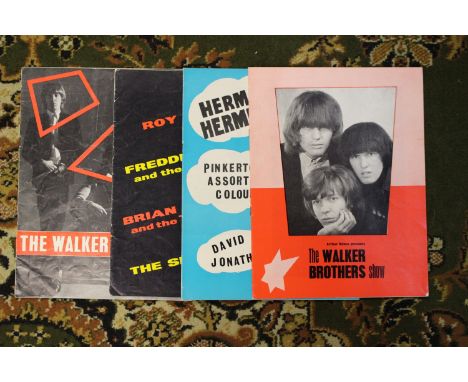 THE WALKER
ROY
FREDD
and the
BRIAN
and the
THE S
HERM
HERMI
PINKERTO
ASSORT
COLOU
DAVID
JONATH
Arthur Howes presents
The WALKER
BROTHERS show